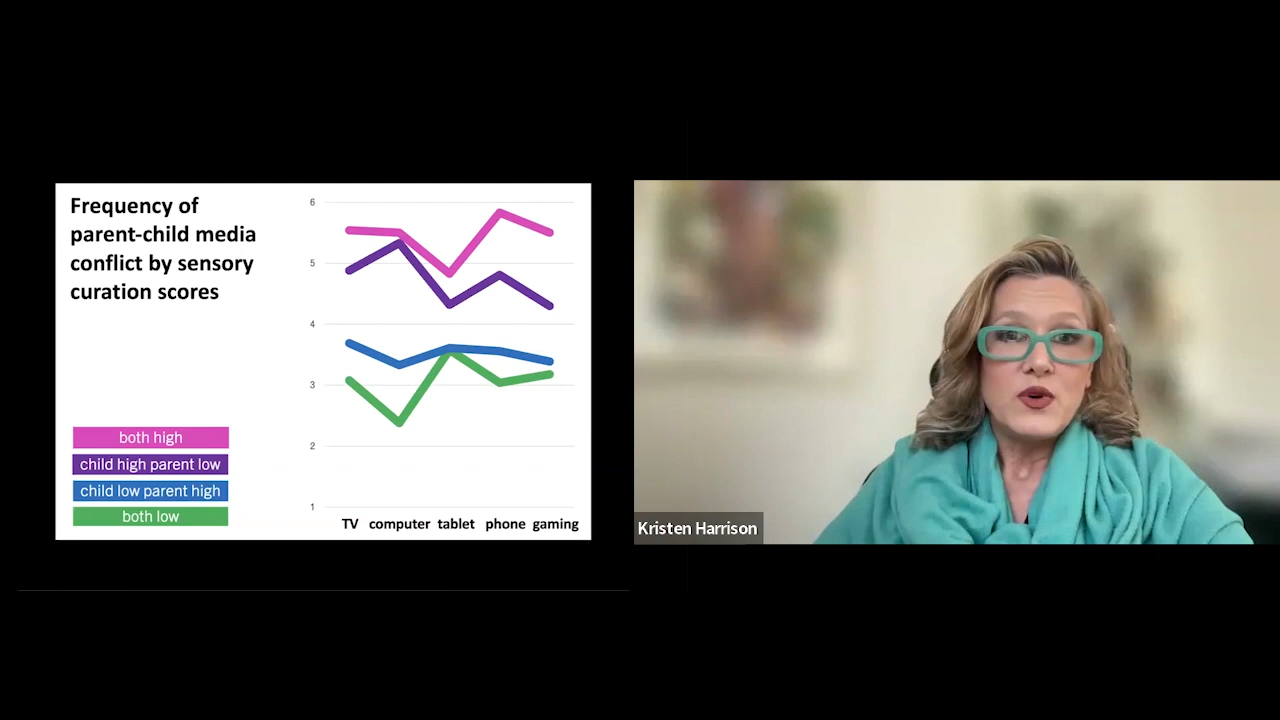 Frequency of
parent-child media
conflict by sensory
curation scores
6
5
4
3
2
1
TV computer tablet phone gaming
both high
child high parent low
child low parent high
both low
Kristen Harrison